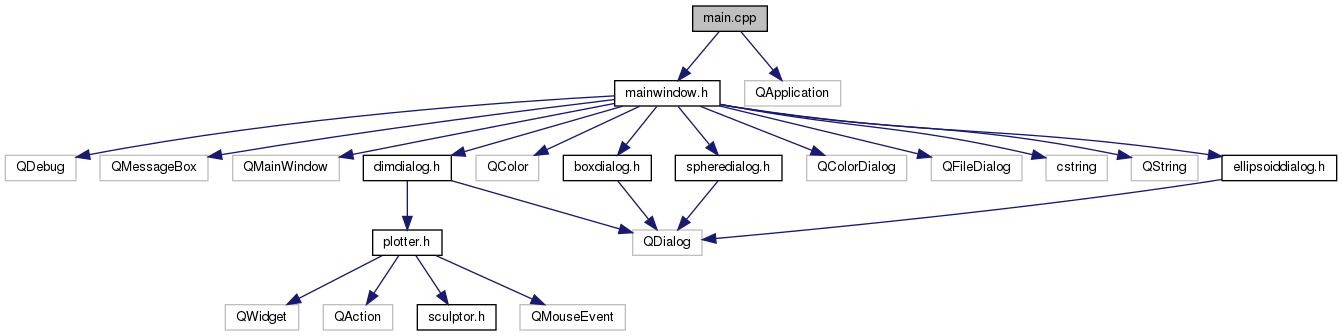 main.cpp
mainwindow.h
QApplication
QDebug
QMessageBox
QMainWindow
dimdialog.h
QColor
boxdialog.h
spheredialog.h
QColorDialog
QFileDialog
cstring
QString
ellipsoiddialog.h
plotter.h
QDialog
QWidget
QAction
sculptor.h
QMouseEvent